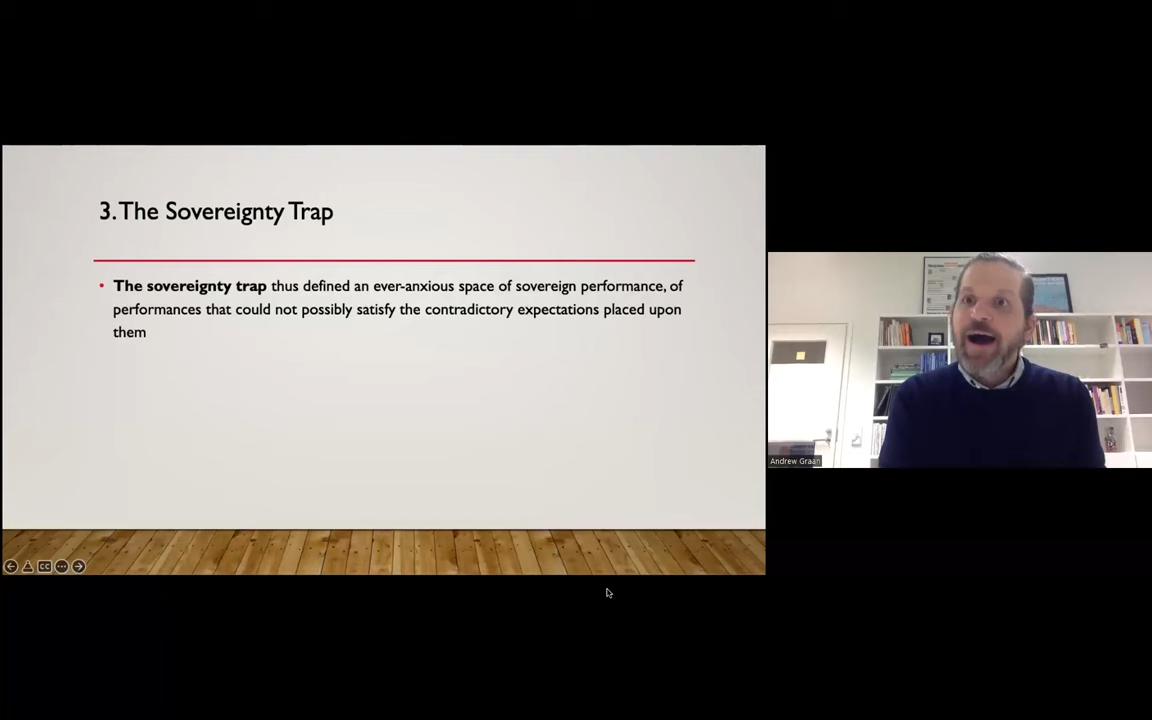 3. The Sovereignty Trap
• The sovereignty trap thus defined an ever-anxious space of sovereign performance, of
performances that could not possibly satisfy the contradictory expectations placed upon
them
Andrew Graan
CC